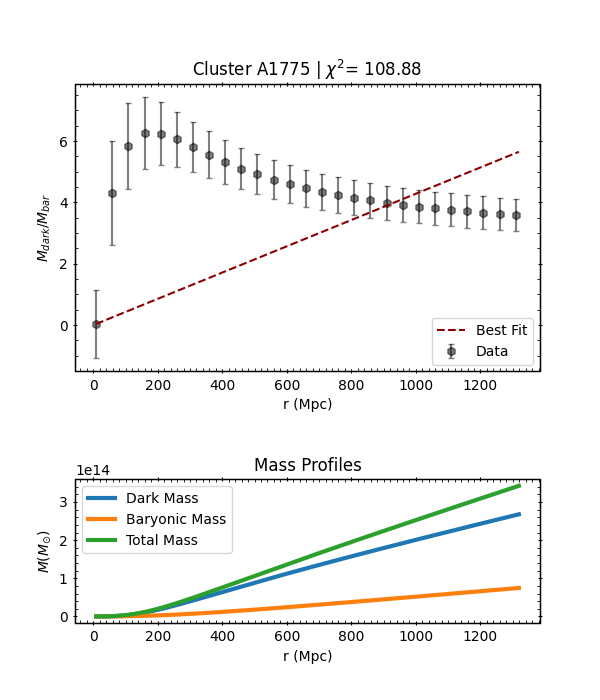 Cluster A1775 | χ²= 108.88
6
4
2
0
M_dark/M_bar
Best Fit
Data
0 200 400 600 800 1000 1200
r (Mpc)
Mass Profiles
1e14
3
2
1
0
M(M⊙)
Dark Mass
Baryonic Mass
Total Mass
0 200 400 600 800 1000 1200
r (Mpc)